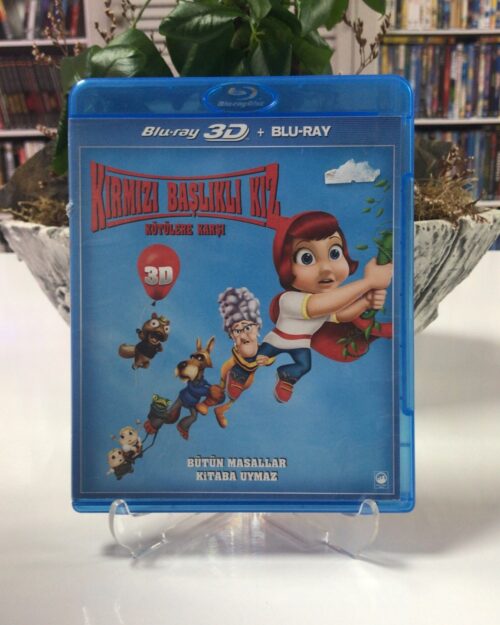 Blu-ray Disc
Blu-ray 3D + BLU-RAY
KIRMIZI BAŞLIKLI KIZ
KÖTÜLERE KARŞI
3D
BÜTÜN MASALLAR
KİTABA UYMAZ